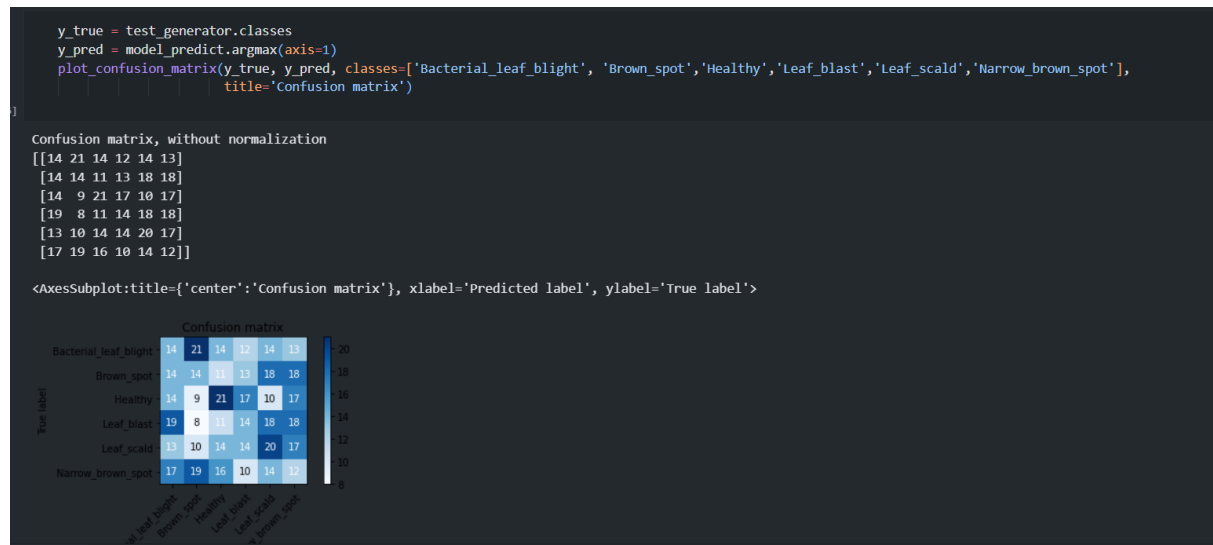 y_true = test_generator.classes
y_pred = model_predict.argmax(axis=1)
plot_confusion_matrix(y_true, y_pred, classes=['Bacterial_leaf_blight', 'Brown_spot','Healthy','Leaf_blast','Leaf_scald','Narrow_brown_spot'],
title='Confusion matrix')
]
Confusion matrix, without normalization
[[14 21 14 12 14 13]
[14 14 11 13 18 18]
[14 9 21 17 10 17]
[19 8 11 14 18 18]
[13 10 14 14 20 17]
[17 19 16 10 14 12]]
<AxesSubplot:title={'center':'Confusion matrix'}, xlabel='Predicted label', ylabel='True label'>
Confusion matrix
True label
Bacterial_leaf_blight 14 21 14 12 14 13
Brown_spot 14 14 11 13 18 18
Healthy 14 9 21 17 10 17
Leaf_blast 19 8 11 14 18 18
Leaf_scald 13 10 14 14 20 17
Narrow_brown_spot 17 19 16 10 14 12
20
18
16
14
12
10
8
Brown_spot
Healthy
Leaf_blast
Leaf_scald